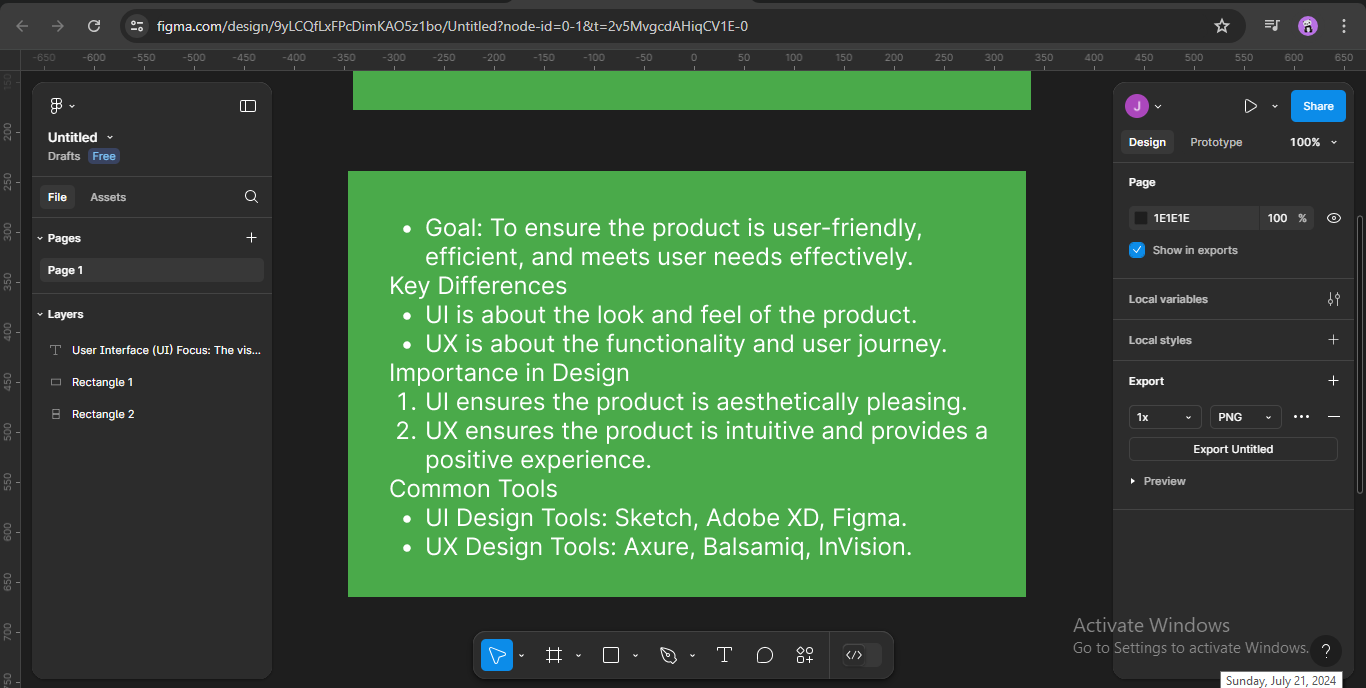 figma.com/design/9yLCQfLxFPcDimKAO5z1bo/Untitled?node-id=0-1&t=2v5MvgcdAHiqCV1E-0
-650 -600 -550 -500 -450 -400 -350 -300 -250 -200 -150 -100 -50 0 50 100 150 200 250 300 350 400 450 500 550 600 650
150
200
250
300
350
400
450
500
550
600
650
700
750
Untitled
Drafts Free
File Assets
Pages
Page 1
Layers
User Interface (UI) Focus: The vis...
Rectangle 1
Rectangle 2
• Goal: To ensure the product is user-friendly,
efficient, and meets user needs effectively.
Key Differences
• UI is about the look and feel of the product.
• UX is about the functionality and user journey.
Importance in Design
1. UI ensures the product is aesthetically pleasing.
2. UX ensures the product is intuitive and provides a
positive experience.
Common Tools
• UI Design Tools: Sketch, Adobe XD, Figma.
• UX Design Tools: Axure, Balsamiq, InVision.
J
Share
Design Prototype 100%
Page
1E1E1E 100 %
Show in exports
Local variables
Local styles
Export
1x PNG
Export Untitled
Preview
Activate Windows
Go to Settings to activate Windows.
?
Sunday, July 21, 2024